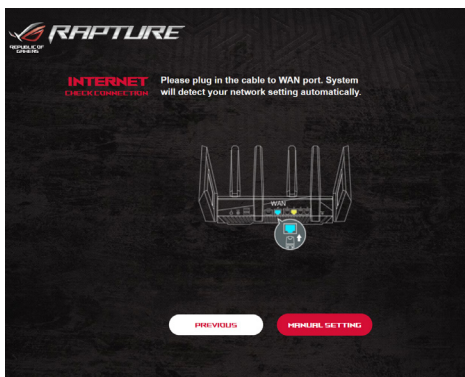 RAPTURE
REPUBLIC OF
GAMERS
INTERNET
CHECK CONNECTION
Please plug in the cable to WAN port. System
will detect your network setting automatically.
WAN
PREVIOUS
MANUAL SETTING